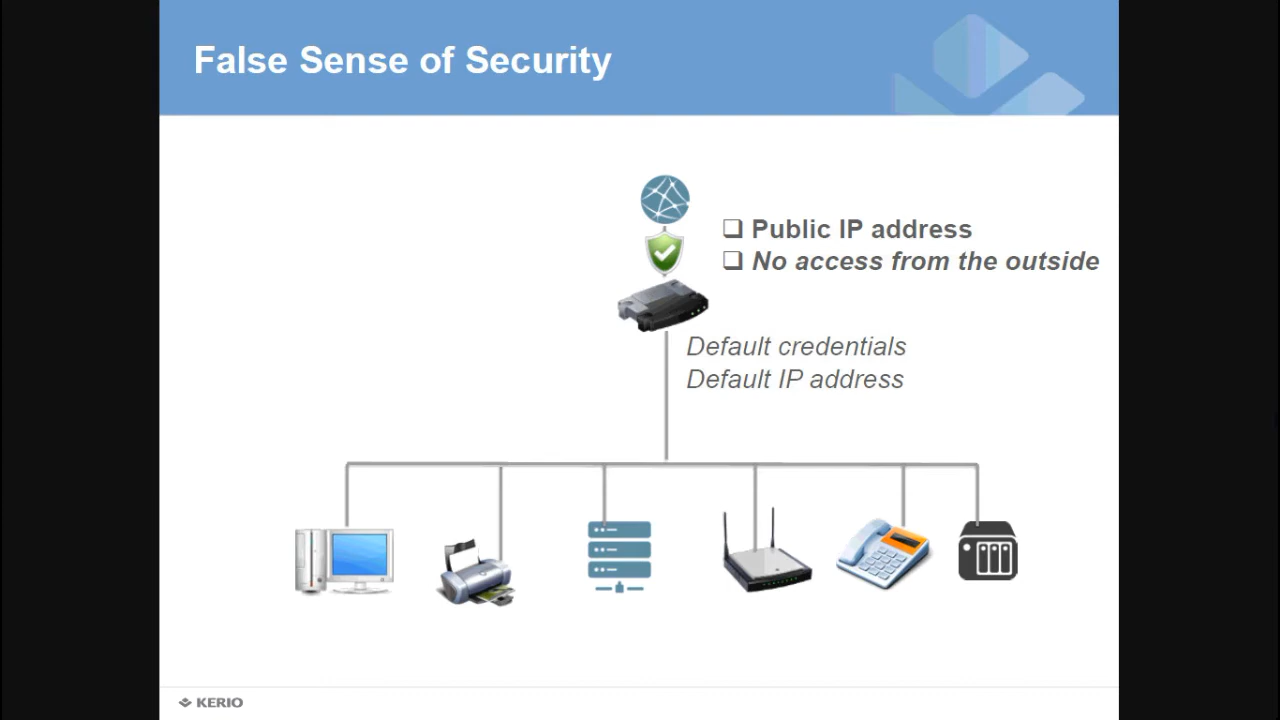 False Sense of Security
❑ Public IP address
❑ No access from the outside
Default credentials
Default IP address
KERIO